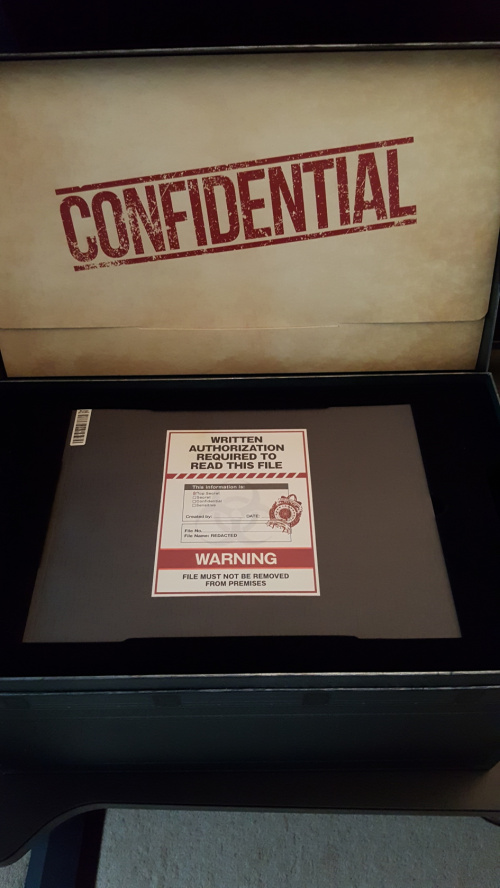 CONFIDENTIAL
WRITTEN
AUTHORIZATION
REQUIRED TO
READ THIS FILE
This information is:
Top Secret
Secret
Confidential
Created by:
DATE:
File No.
File Name: REDACTED
WARNING
FILE MUST NOT BE REMOVED
FROM PREMISES